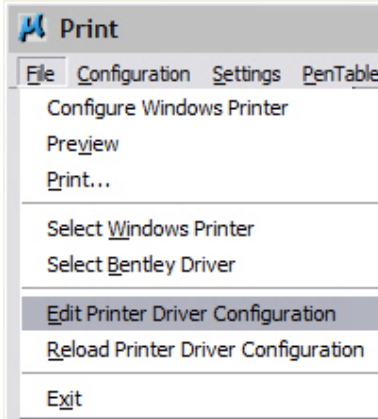 Print
File Configuration Settings PenTable
Configure Windows Printer
Preview
Print...
Select Windows Printer
Select Bentley Driver
Edit Printer Driver Configuration
Reload Printer Driver Configuration
Exit